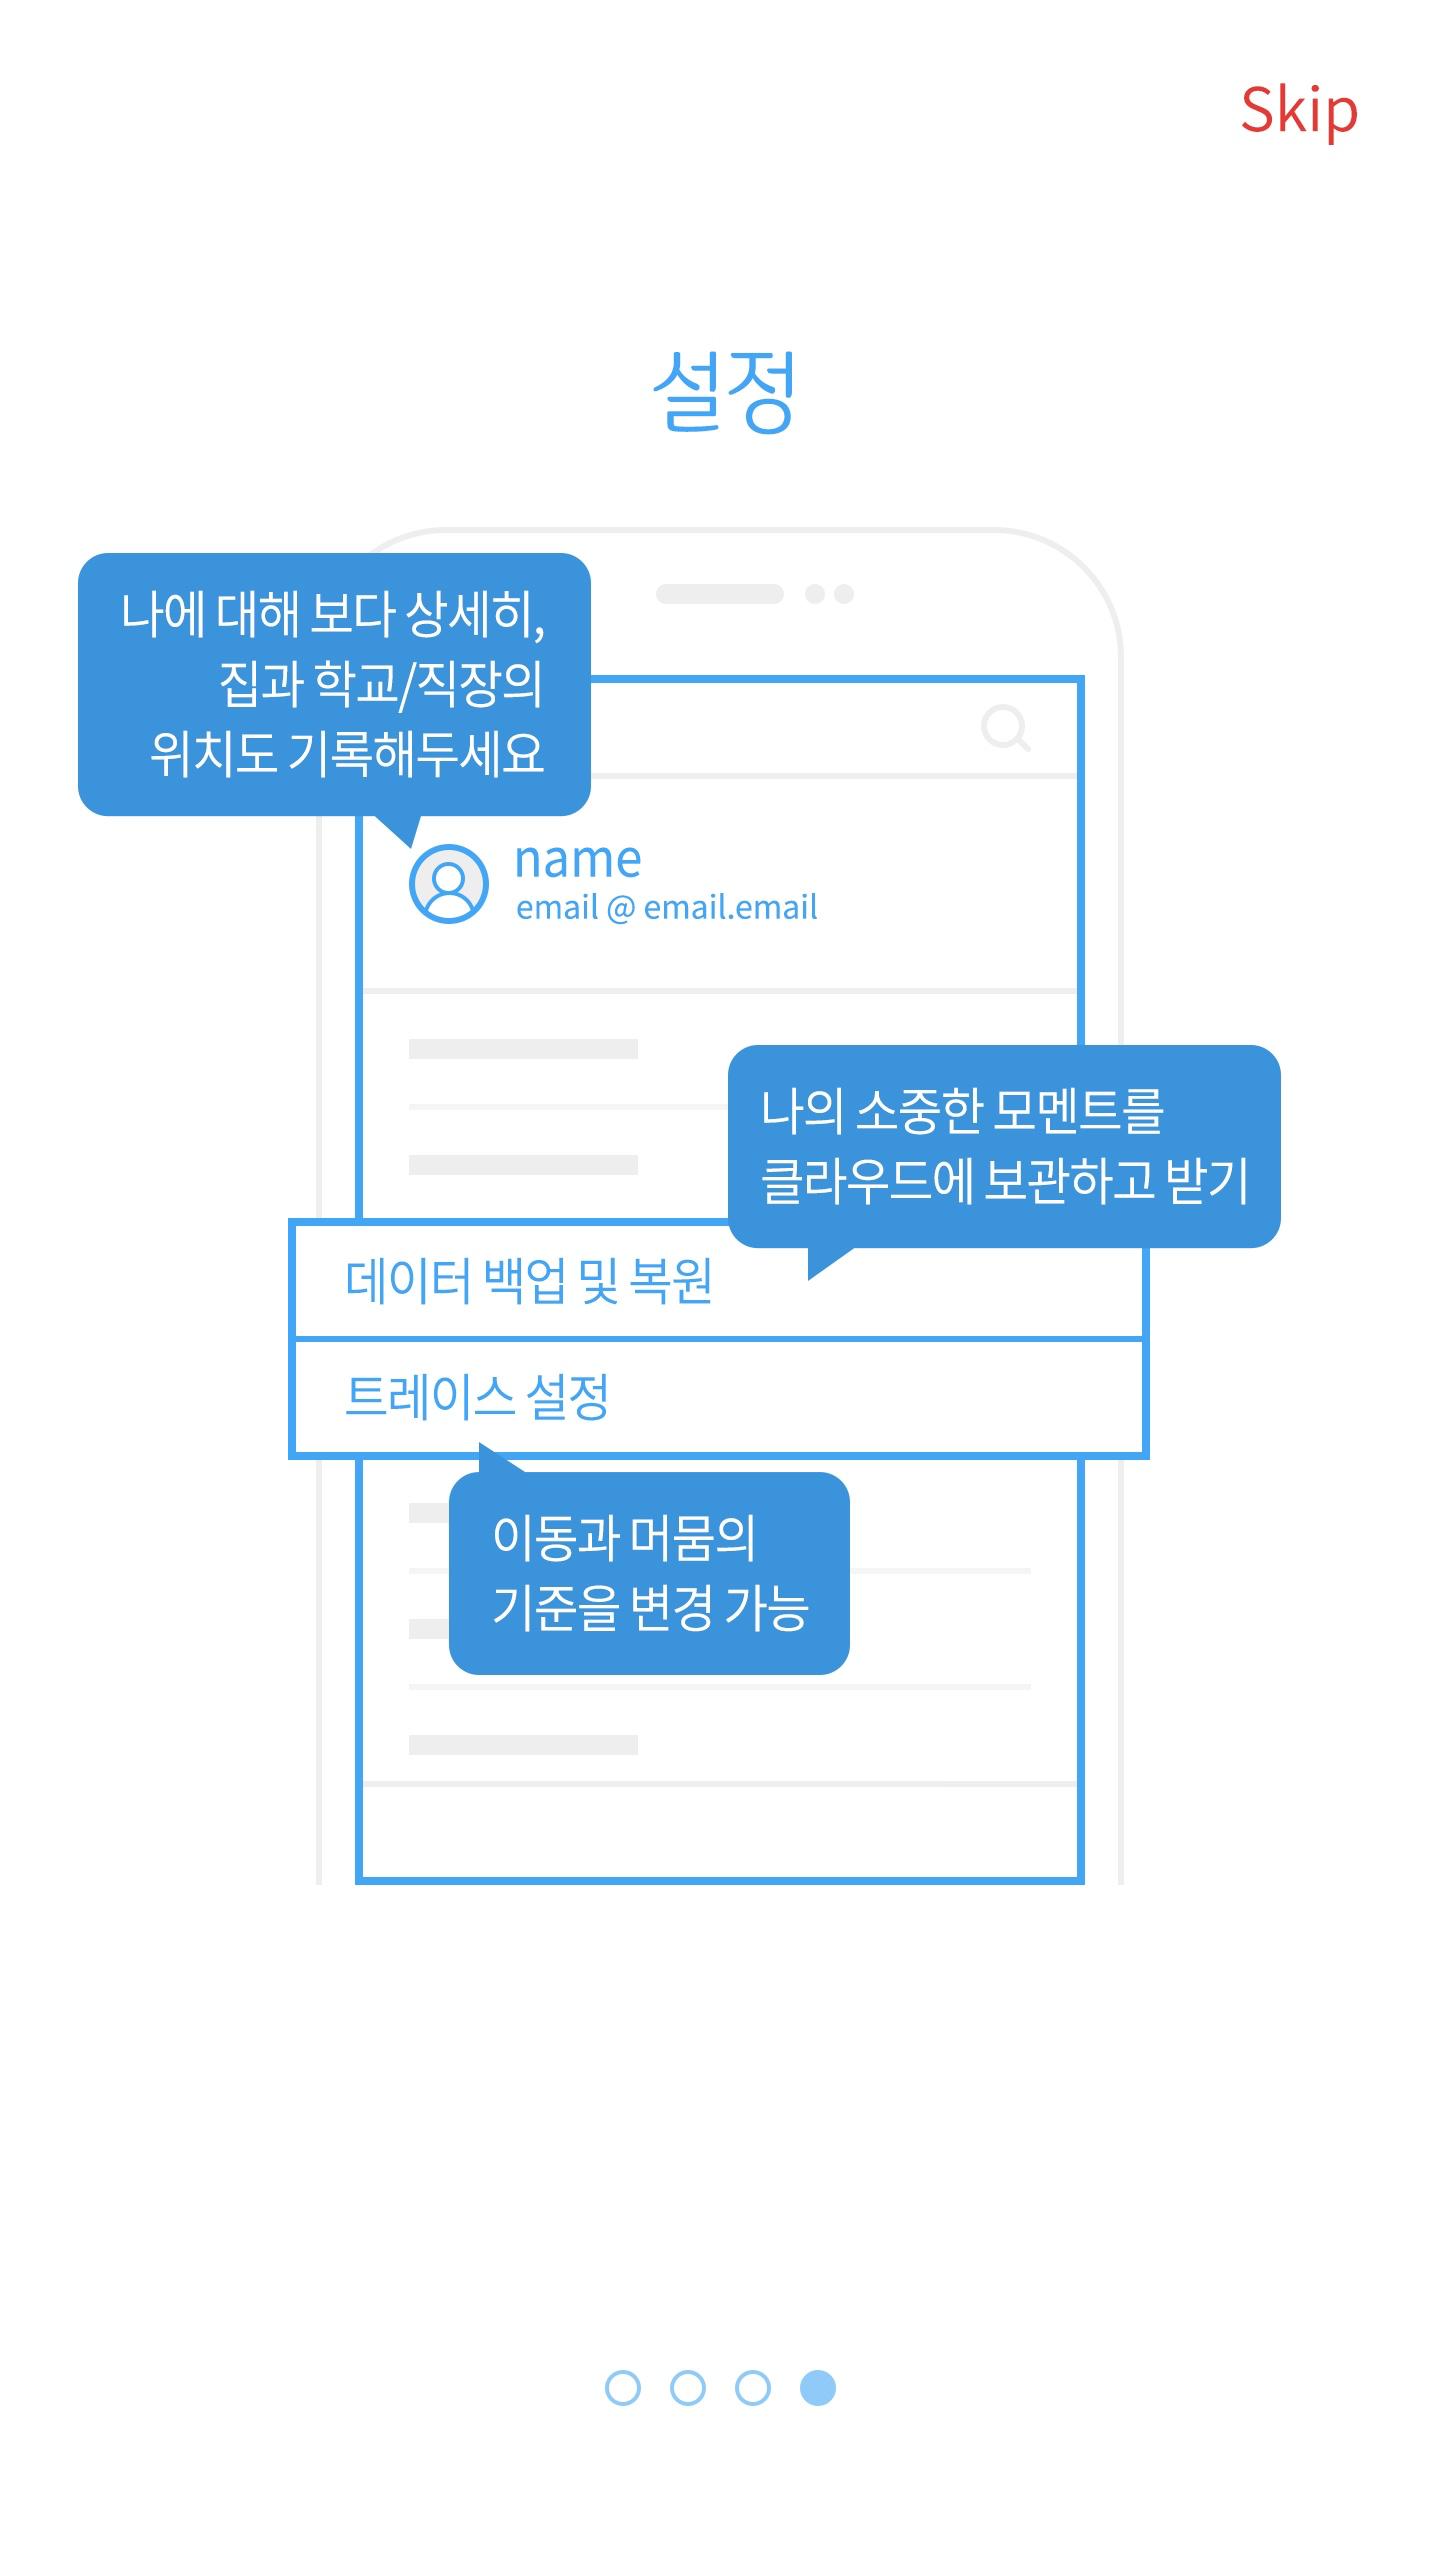 Skip
설정
나에 대해 보다 상세히,
집과 학교/직장의
위치도 기록해두세요
name
email @ email.email
나의 소중한 모멘트를
클라우드에 보관하고 받기
데이터 백업 및 복원
트레이스 설정
이동과 머뭄의
기준을 변경 가능